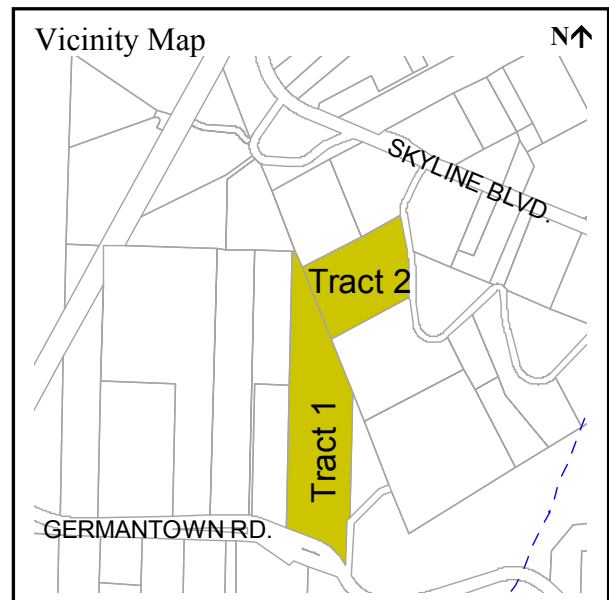 Vicinity Map
N↑
SKYLINE BLVD.
Tract 2
Tract 1
GERMANTOWN RD.